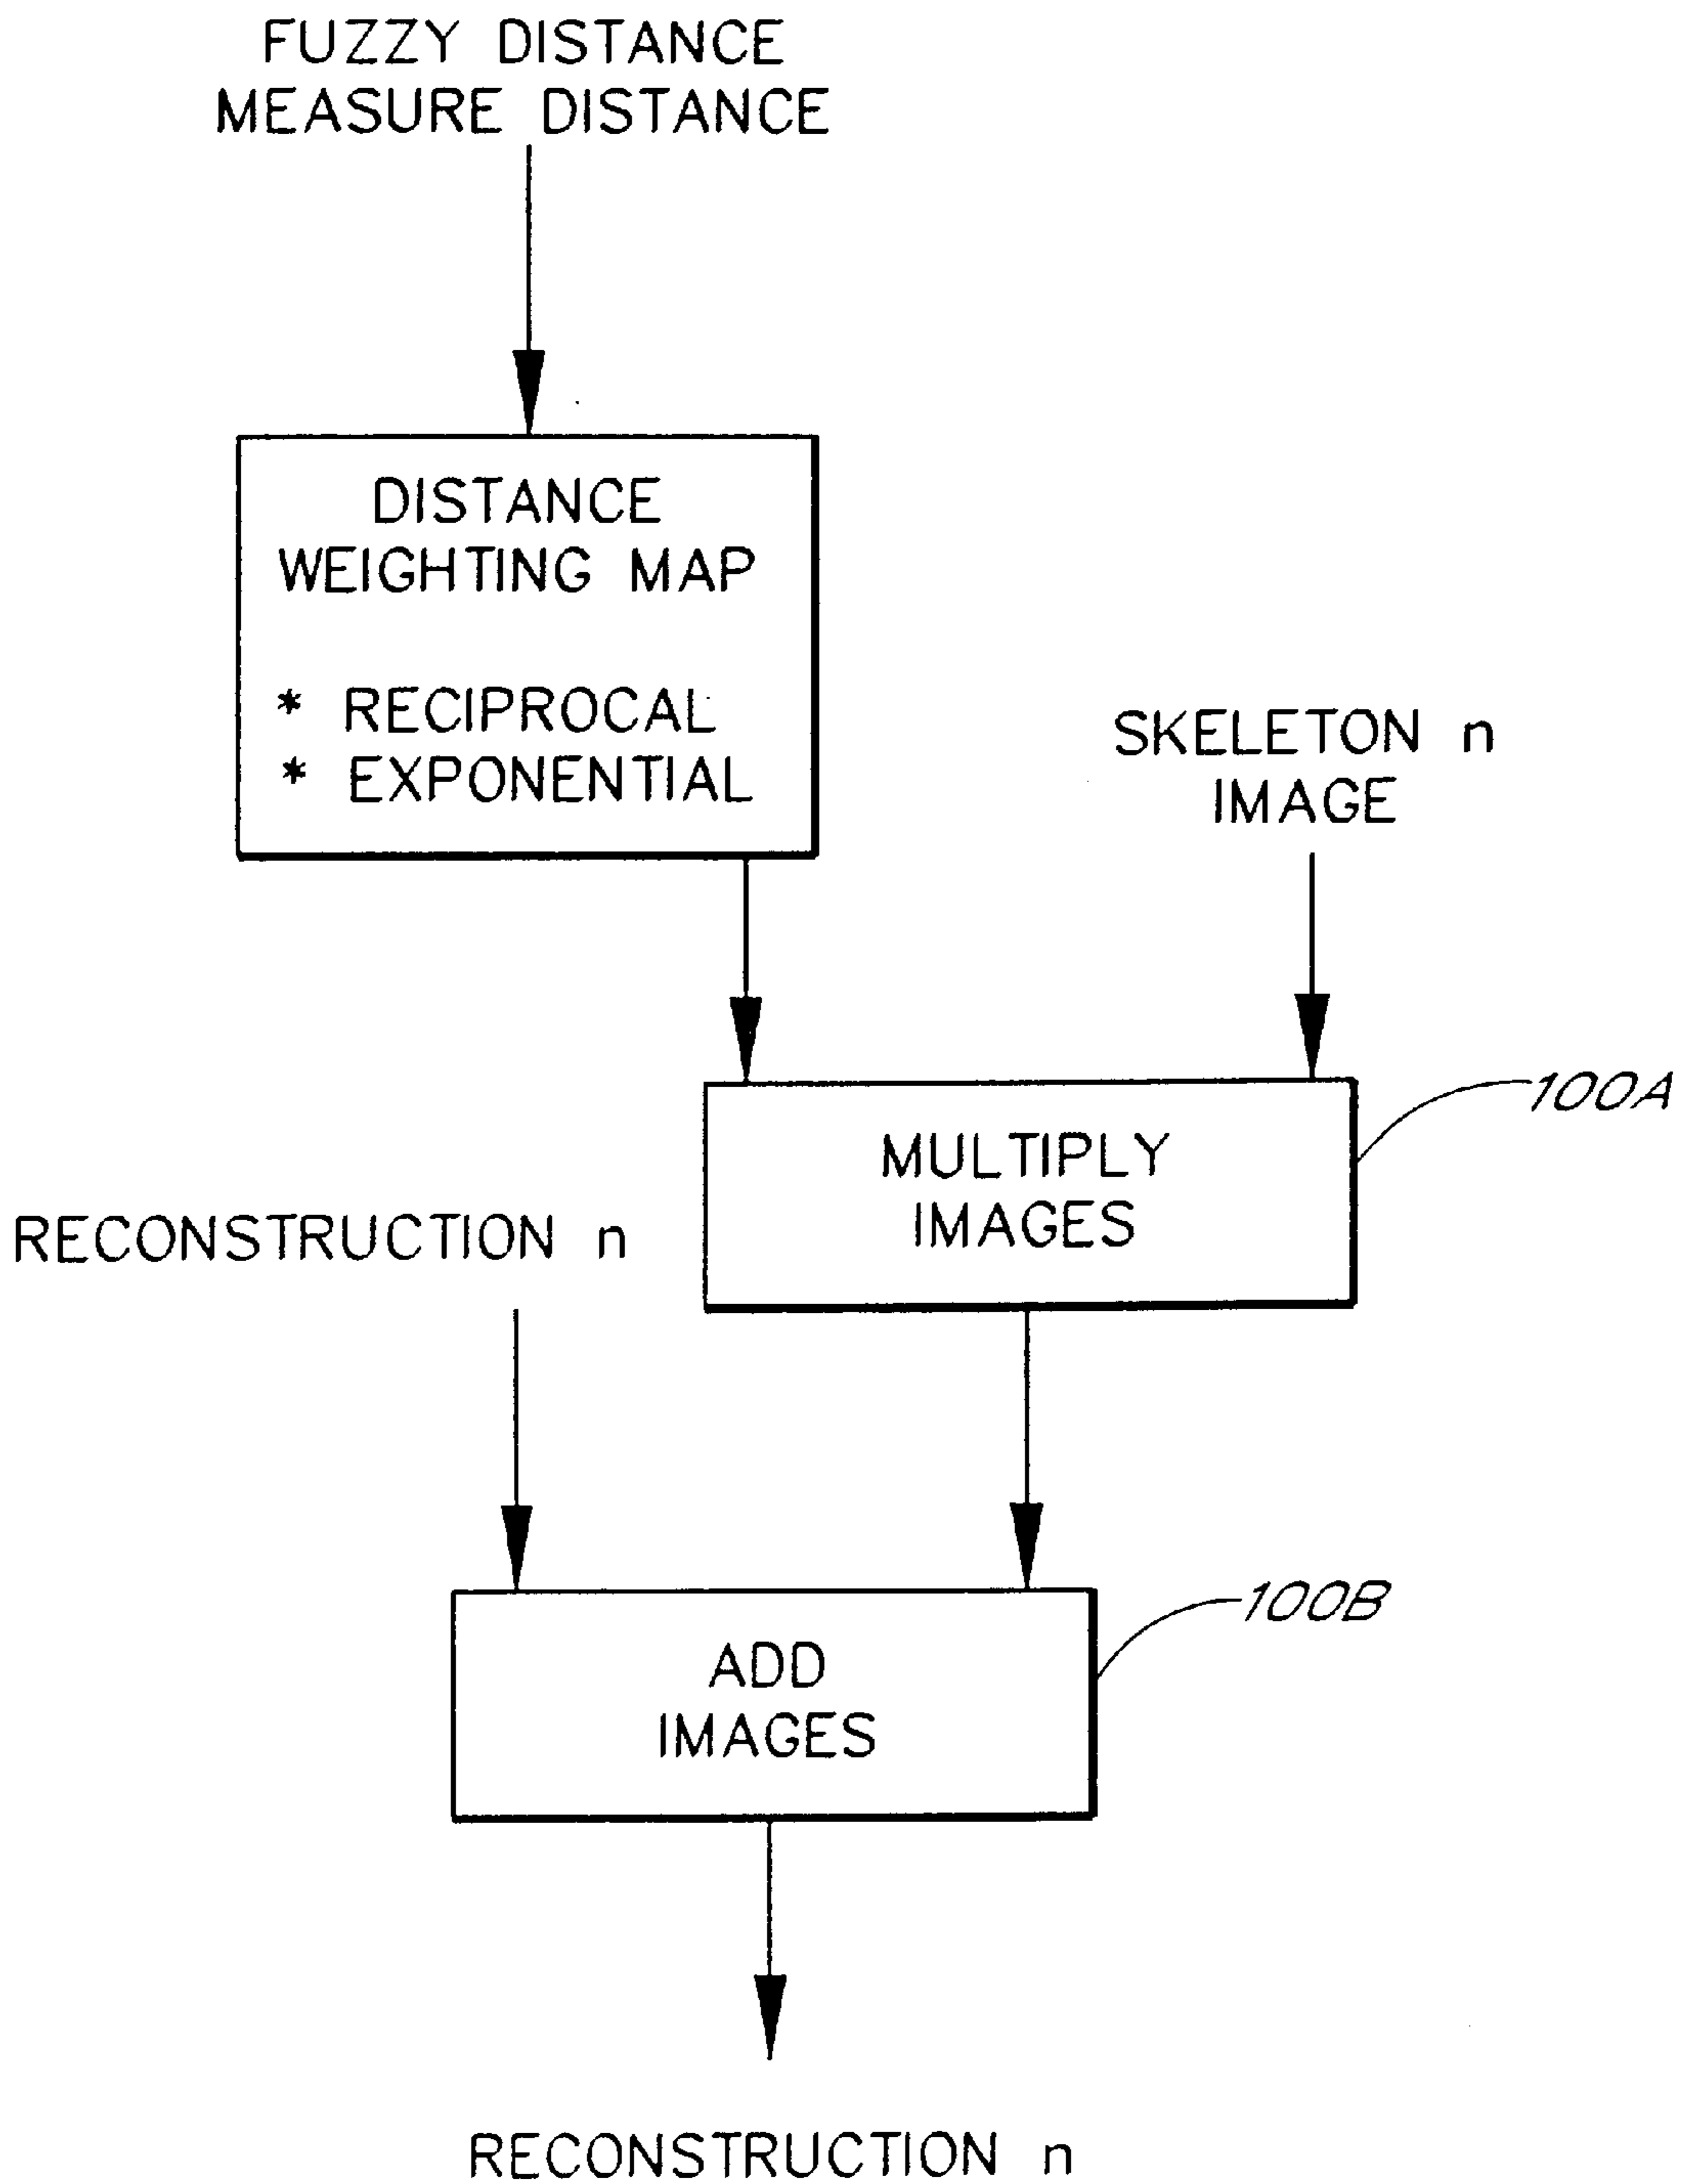 FUZZY DISTANCE
MEASURE DISTANCE
DISTANCE
WEIGHTING MAP
* RECIPROCAL
* EXPONENTIAL
SKELETON n
IMAGE
100A
MULTIPLY
IMAGES
RECONSTRUCTION n
100B
ADD
IMAGES
RECONSTRUCTION n